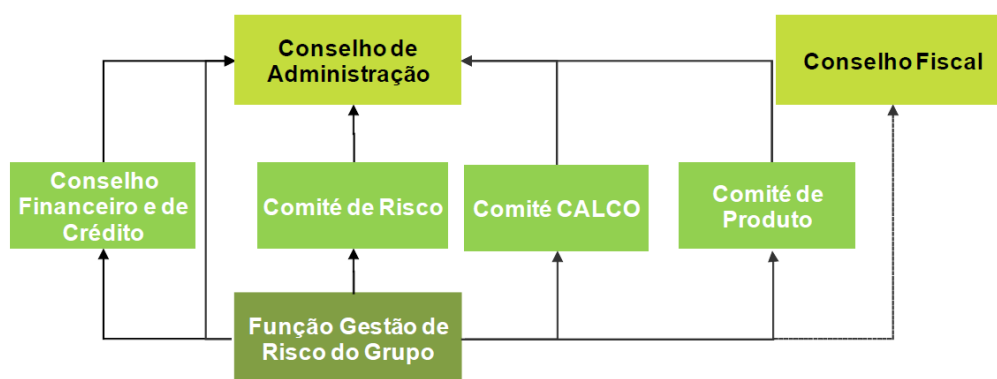 Conselho de
Administração
Conselho Fiscal
Conselho
Financeiro e de
Crédito
Comité de Risco
Comité CALCO
Comité de
Produto
Função Gestão de
Risco do Grupo